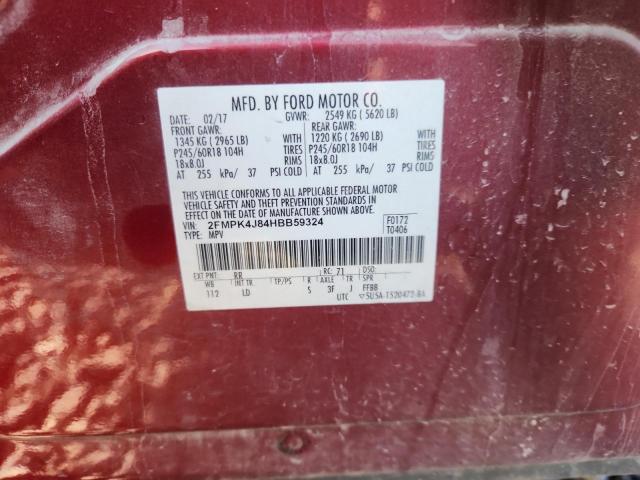 MFD. BY FORD MOTOR CO.
DATE: 02/17 GVWR: 2549 KG ( 5620 LB)
FRONT GAWR: REAR GAWR:
1345 KG ( 2965 LB) WITH 1220 KG ( 2690 LB) WITH
P245/60R18 104H TIRES P245/60R18 104H TIRES
18x8.0J RIMS 18x8.0J RIMS
AT 255 kPa/ 37 PSI COLD AT 255 kPa/ 37 PSI COLD
THIS VEHICLE CONFORMS TO ALL APPLICABLE FEDERAL MOTOR
VEHICLE SAFETY AND THEFT PREVENTION STANDARDS IN
EFFECT ON THE DATE OF MANUFACTURE SHOWN ABOVE.
VIN: 2FMPK4J84HBB59324 F0172
TYPE: MPV T0406
EXT PNT: RR RC: 71 DSO:
WB INT TR TP/PS R AXLE TR SPR
112 LD 5 3F J FFBB
UTC 5U5A-1520472-BA